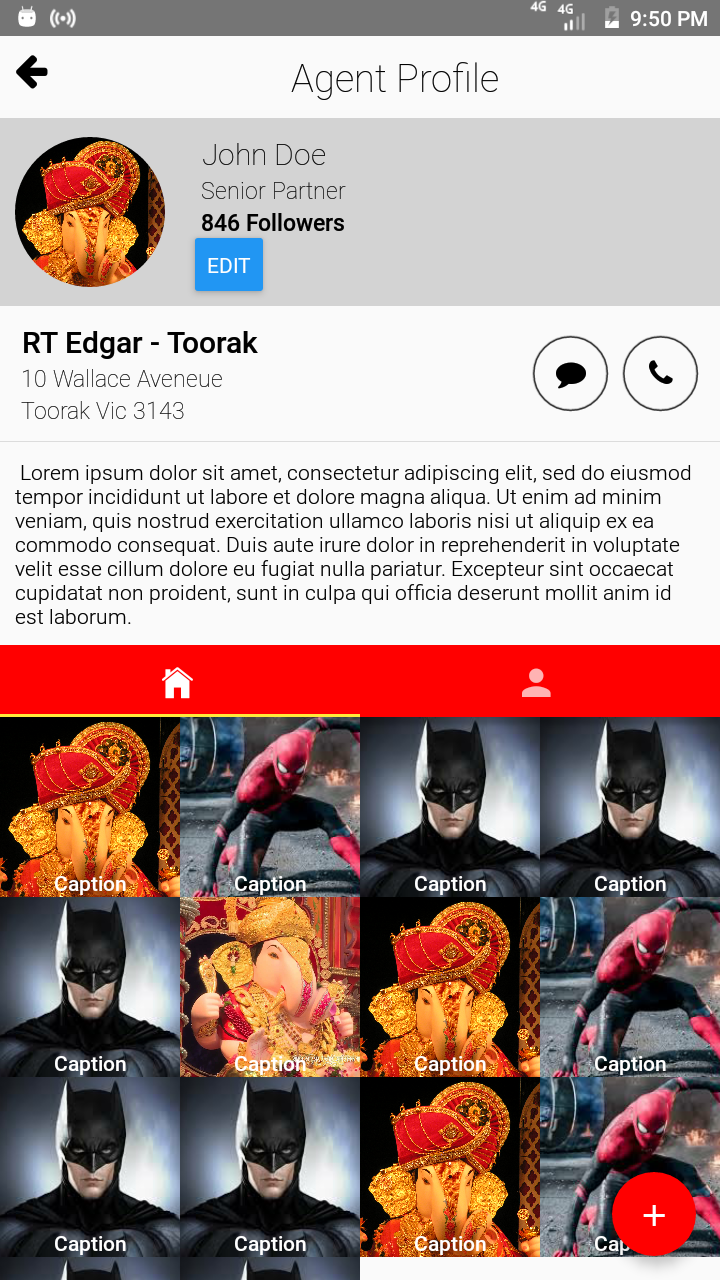 4G 4G 9:50 PM
Agent Profile
John Doe
Senior Partner
846 Followers
EDIT
RT Edgar - Toorak
10 Wallace Aveneue
Toorak Vic 3143
Lorem ipsum dolor sit amet, consectetur adipiscing elit, sed do eiusmod
tempor incididunt ut labore et dolore magna aliqua. Ut enim ad minim
veniam, quis nostrud exercitation ullamco laboris nisi ut aliquip ex ea
commodo consequat. Duis aute irure dolor in reprehenderit in voluptate
velit esse cillum dolore eu fugiat nulla pariatur. Excepteur sint occaecat
cupidatat non proident, sunt in culpa qui officia deserunt mollit anim id
est laborum.
Caption Caption Caption Caption
Caption Caption Caption Caption
Caption Caption Caption Cap
+